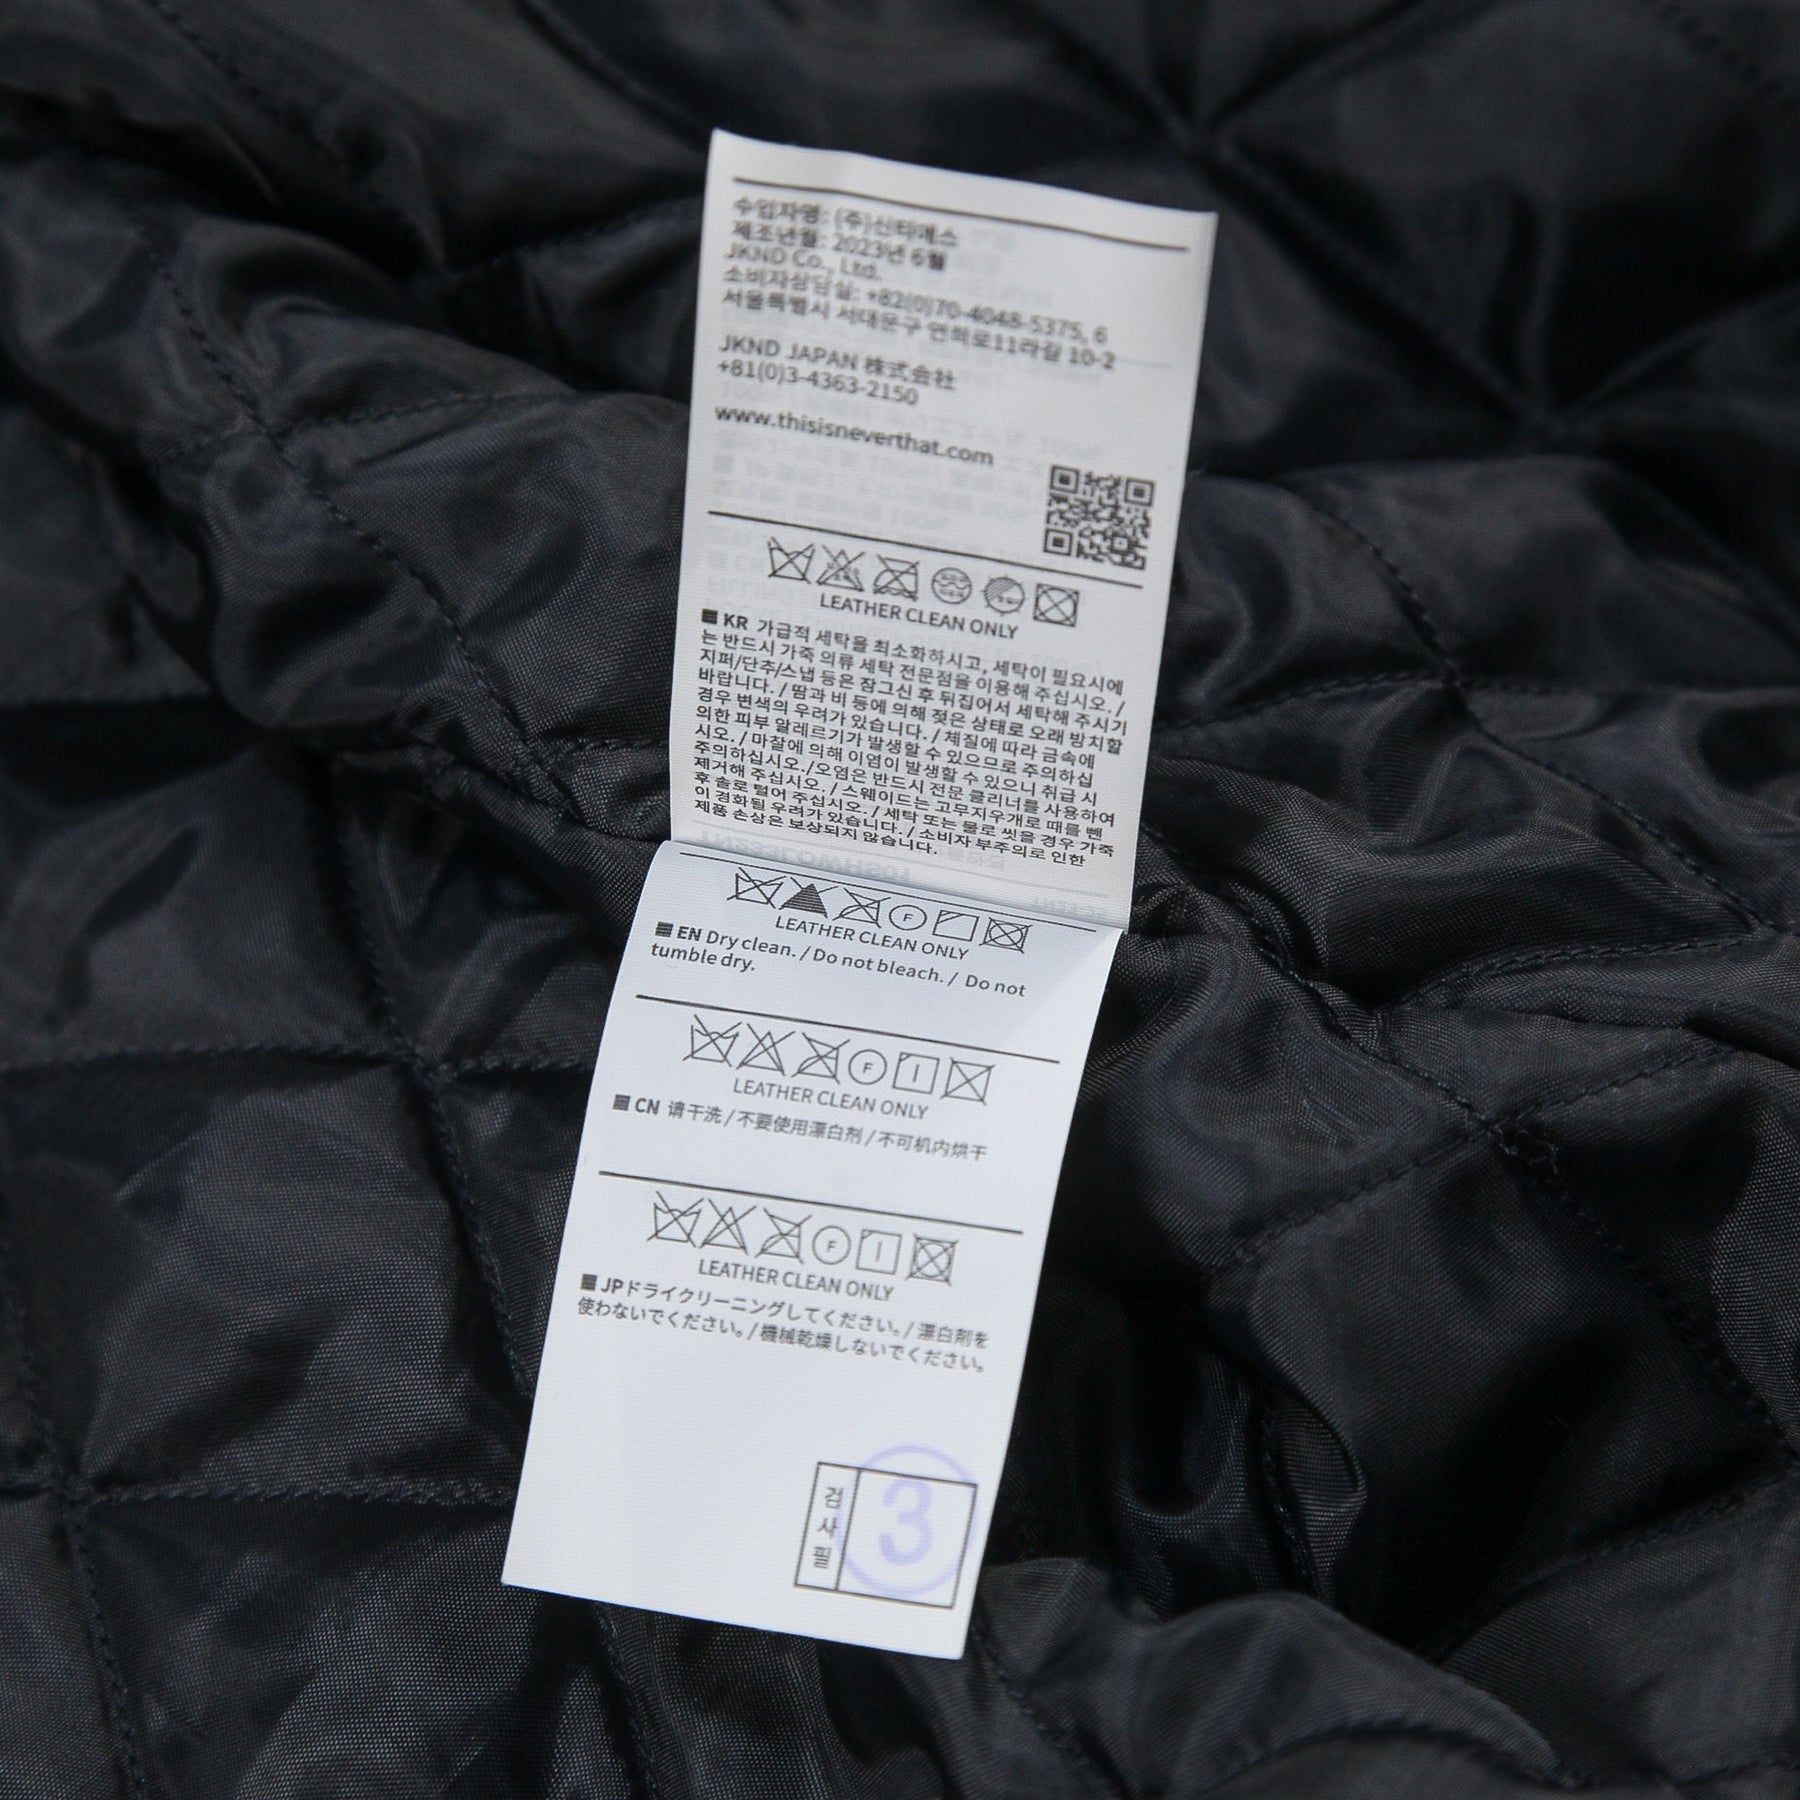 수입자명: (주)신티에스
제조년월: 2023년 6월
JKND Co., Ltd.
소비자상담실: +82(0)70-4048-5375, 6
서울특별시 서대문구 연희로11라길 10-2
JKND JAPAN 株式会社
+81(0)3-4363-2150
www.thisisneverthat.com
LEATHER CLEAN ONLY
KR 가급적 세탁을 최소화하시고, 세탁이 필요시에
는 반드시 가죽 의류 세탁 전문점을 이용해 주십시오. /
지퍼/단추/스냅 등은 잠그신 후 뒤집어서 세탁해 주시기
바랍니다. / 땀과 비 등에 의해 젖은 상태로 오래 방치할
경우 변색의 우려가 있습니다. / 체질에 따라 금속에
의한 피부 알레르기가 발생할 수 있으므로 주의하십
시오. / 마찰에 의해 이염이 발생할 수 있으니 취급 시
주의하십시오./오염은 반드시 전문 클리너를 사용하여
제거해 주십시오. / 스웨이드는 고무지우개로 때를 뺀
후 솔로 털어 주십시오. / 세탁 또는 물로 씻을 경우 가죽
이 경화될 우려가 있습니다. / 소비자 부주의로 인한
제품 손상은 보상되지 않습니다.
F
LEATHER CLEAN ONLY
EN Dry clean. / Do not bleach. / Do not
tumble dry.
F
LEATHER CLEAN ONLY
CN 请干洗 / 不要使用漂白剂 / 不可机内烘干
F
LEATHER CLEAN ONLY
JPドライクリーニングしてください。/ 漂白剤を
使わないでください。/ 機械乾燥しないでください。
검사필
3